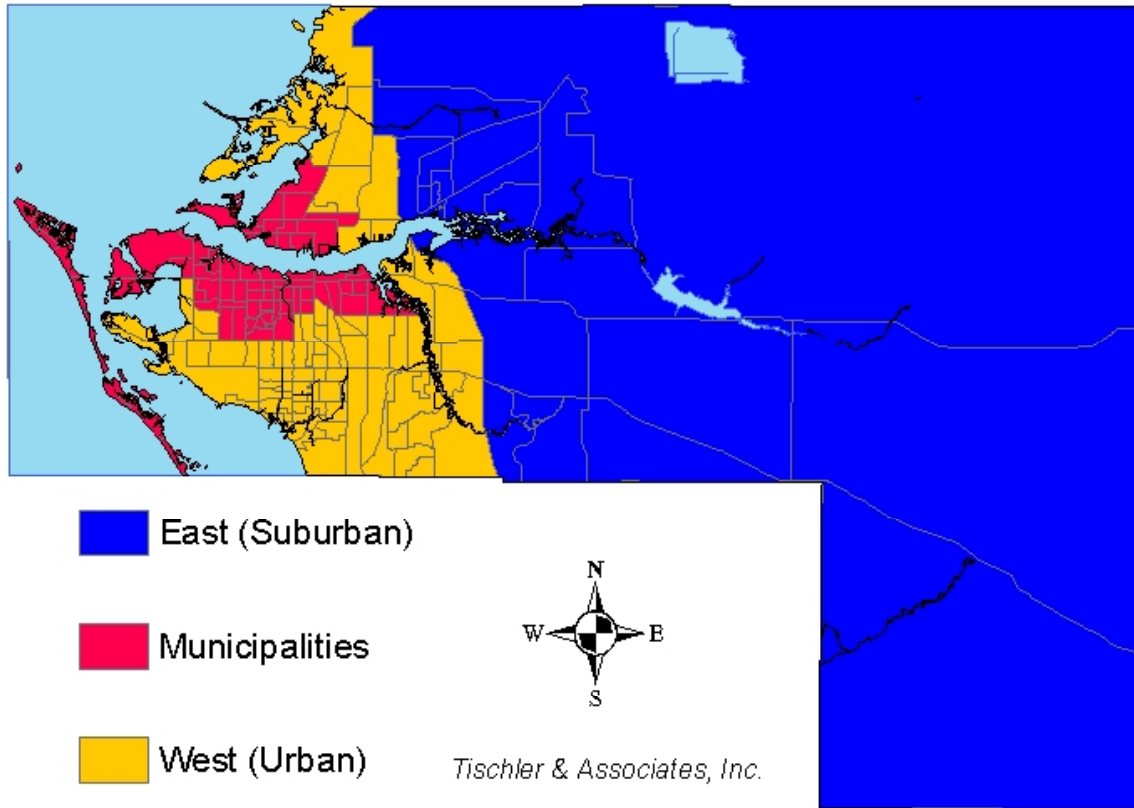 East (Suburban)
Municipalities
West (Urban)
N
W E
S
Tischler & Associates, Inc.